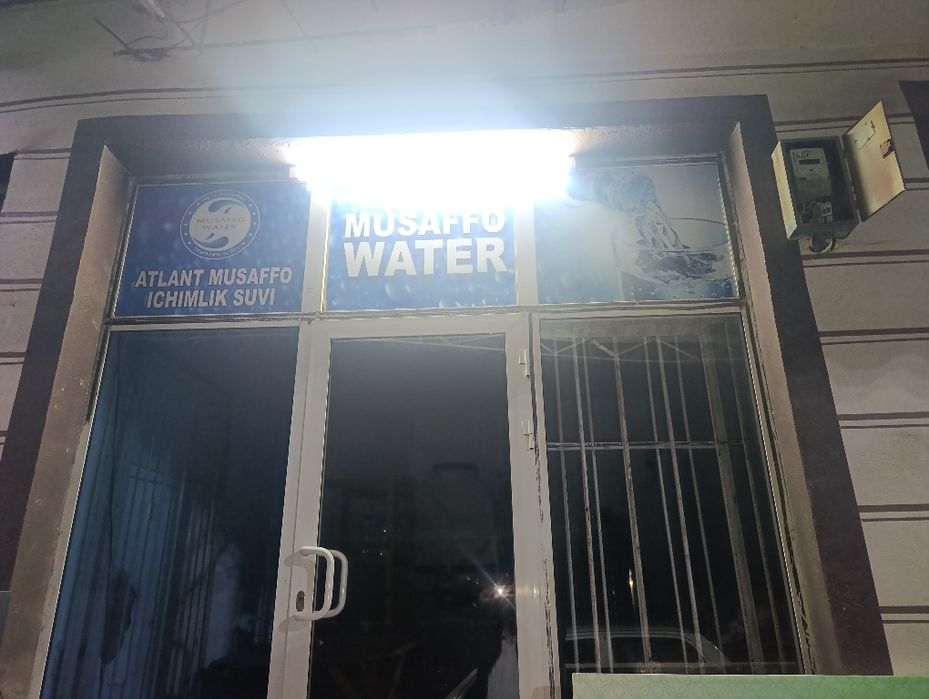 MUSAFFO
WATER
ATLANT MUSAFFO
ICHIMLIK SUVI
MUSAFFO
WATER